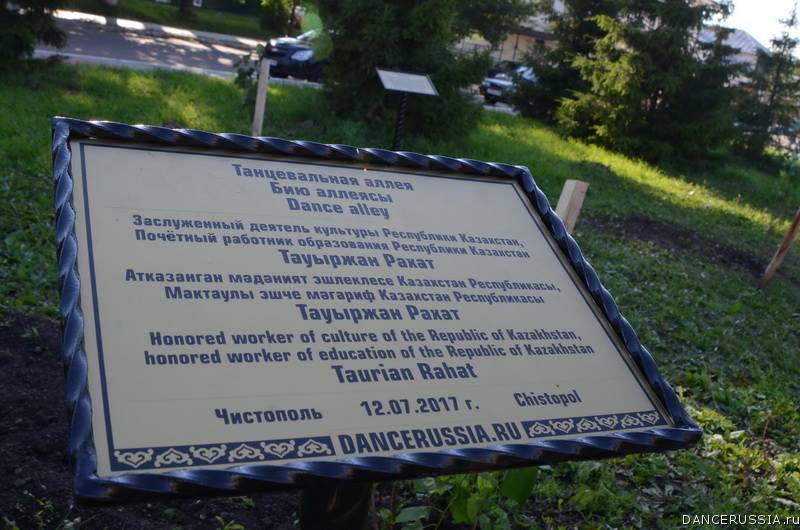 Танцевальная аллея
Бию аллеясы
Dance alley
Заслуженный деятель культуры Республики Казахстан,
Почётный работник образования Республики Казахстан
Тауыржан Рахат
Атказанган мәдәният эшлеклесе Казахстан Республикасы,
Мактаулы эшче мәгариф Казахстан Республикасы
Тауыржан Рахат
Honored worker of culture of the Republic of Kazakhstan,
honored worker of education of the Republic of Kazakhstan
Taurian Rahat
Чистополь 12.07.2017 г. Chistopol
DANCERUSSIA.RU
DANCERUSSIA.ru